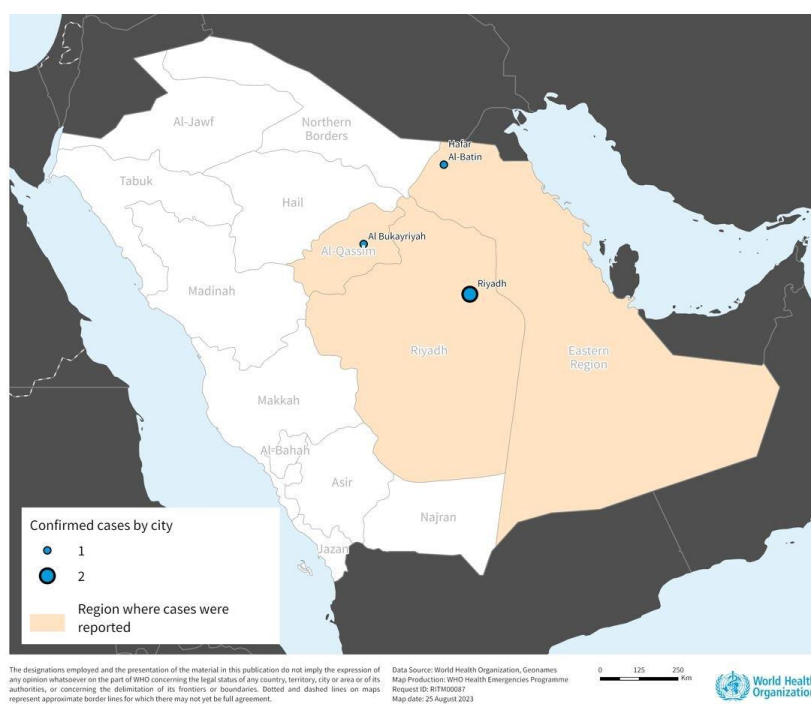 Al-Jawf
Northern
Borders
Hafar
Al-Batin
Tabuk
Hail
Al Bukayriyah
Al-Qassim
Madinah
Riyadh
Riyadh
Eastern
Region
Makkah
Al-Bahah
Asir
Najran
Jazan
Confirmed cases by city
1
2
Region where cases were
reported
The designations employed and the presentation of the material in this publication do not imply the expression of
any opinion whatsoever on the part of WHO concerning the legal status of any country, territory, city or area or of its
authorities, or concerning the delimitation of its frontiers or boundaries. Dotted and dashed lines on maps
represent approximate border lines for which there may not yet be full agreement.
Data Source: World Health Organization, Geonames
Map Production: WHO Health Emergencies Programme
Request ID: RITM00087
Map date: 25 August 2023
0 125 250
Km
World Health
Organization